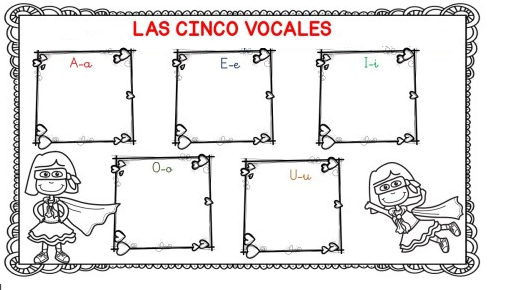 LAS CINCO VOCALES
A-a
E-e
I-i
O-o
U-u